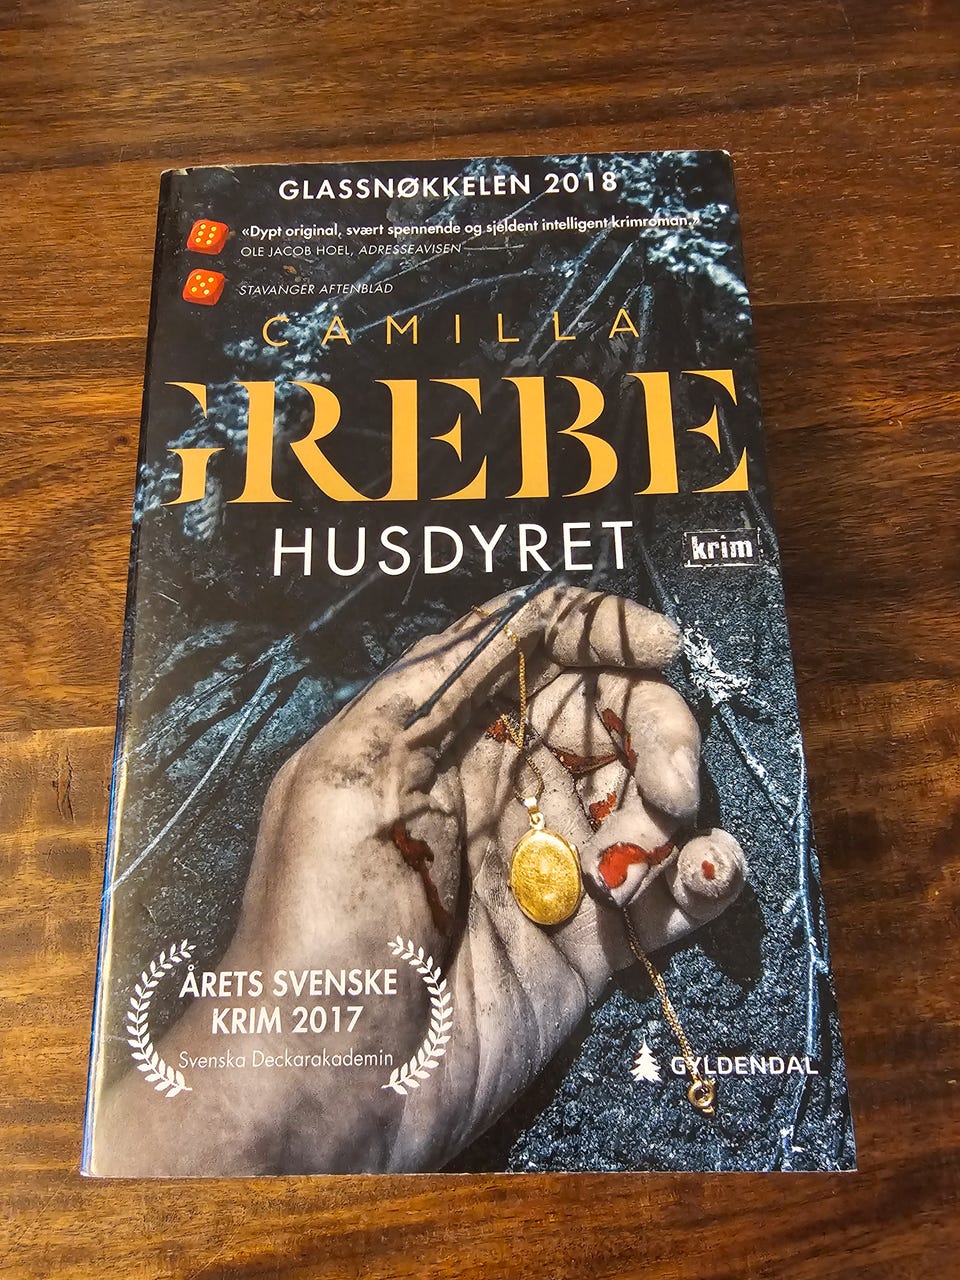 GLASSNØKKELEN 2018
«Dypt original, svært spennende og sjeldent intelligent krimroman.»
OLE JACOB HOEL, ADRESSEAVISEN
STAVANGER AFTENBLAD
CAMILLA
GREBE
HUSDYRET
krim
ÅRETS SVENSKE
KRIM 2017
Svenska Deckarakademin
GYLDENDAL